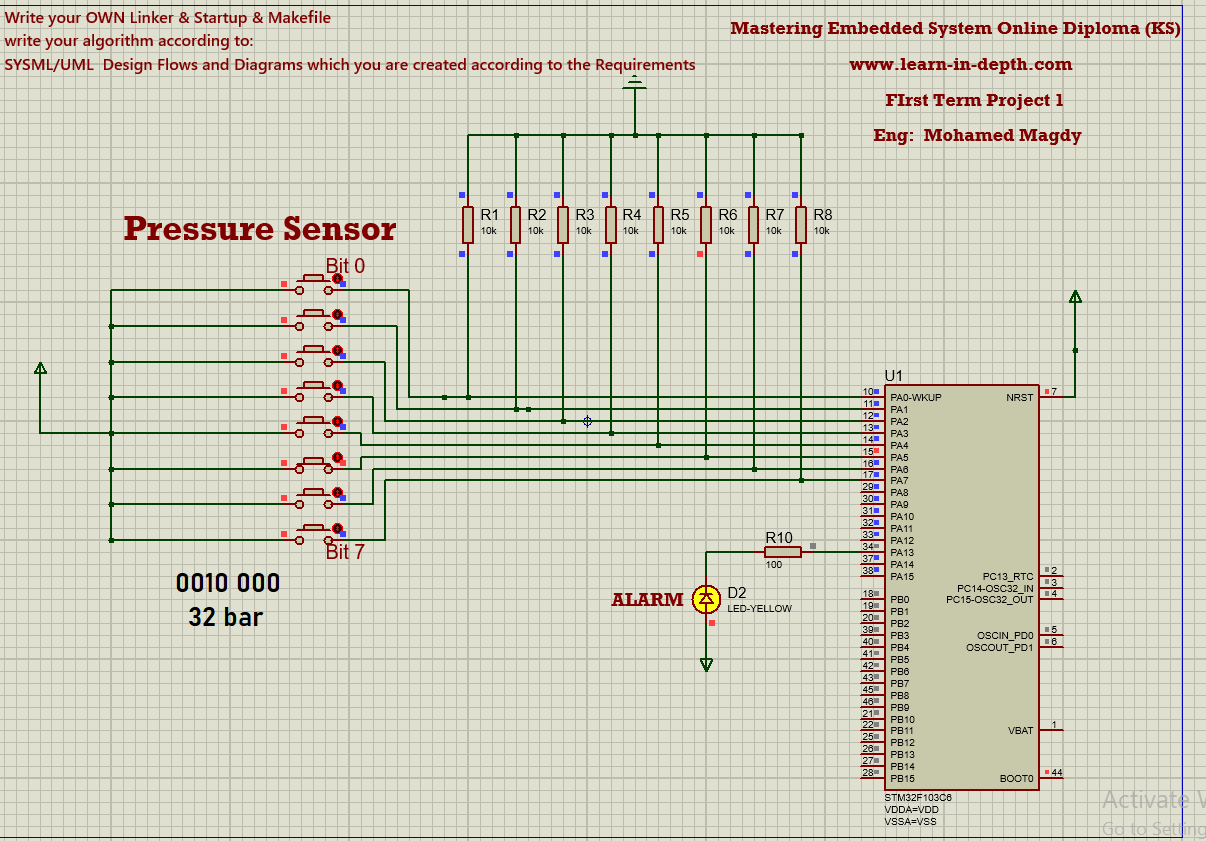 Write your OWN Linker & Startup & Makefile
write your algorithm according to:
SYSML/UML Design Flows and Diagrams which you are created according to the Requirements
Mastering Embedded System Online Diploma (KS)
www.learn-in-depth.com
FIrst Term Project 1
Eng: Mohamed Magdy
R1
10k
R2
10k
R3
10k
R4
10k
R5
10k
R6
10k
R7
10k
R8
10k
Pressure Sensor
Bit 0
Bit 7
0010 000
32 bar
R10
100
ALARM
D2
LED-YELLOW
U1
10 PA0-WKUP
11 PA1
12 PA2
13 PA3
14 PA4
15 PA5
16 PA6
17 PA7
29 PA8
30 PA9
31 PA10
32 PA11
33 PA12
34 PA13
37 PA14
38 PA15
18 PB0
19 PB1
20 PB2
39 PB3
40 PB4
41 PB5
42 PB6
43 PB7
45 PB8
46 PB9
21 PB10
22 PB11
25 PB12
26 PB13
27 PB14
28 PB15
NRST 7
PC13_RTC 2
PC14-OSC32_IN 3
PC15-OSC32_OUT 4
OSCIN_PD0 5
OSCOUT_PD1 6
VBAT 1
BOOT0 44
STM32F103C6
VDDA=VDD
VSSA=VSS
Activate W
Go to Setting